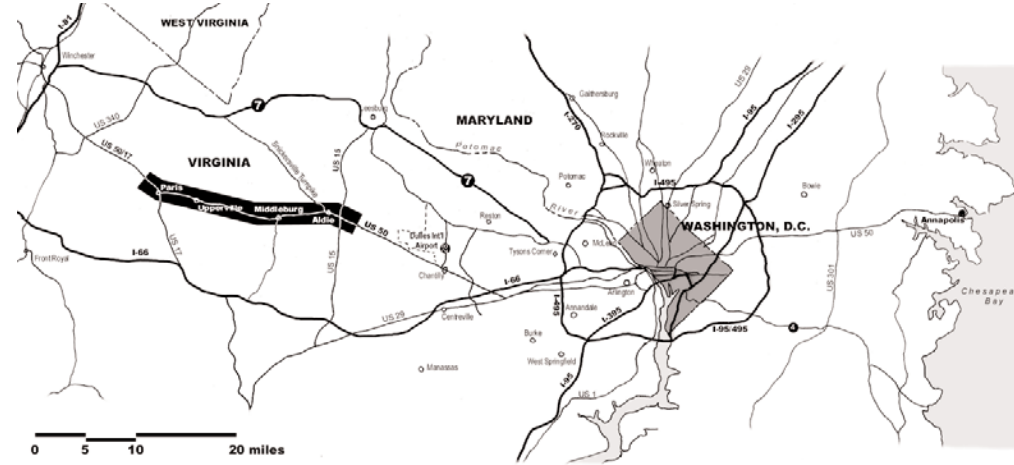 I-81
WEST VIRGINIA
Winchester
7
Leesburg
US 340
US 50/17
Snickersville Turnpike
US 15
MARYLAND
Potomac
River
I-270
Gaithersburg
Rockville
US 29
I-95
I-295
Wheaton
Potomac
I-495
Silver Spring
Bowie
VIRGINIA
Paris
Upperville
Middleburg
Aldie
US 50
7
Reston
Dulles Int'l
Airport
Chantilly
Tysons Corner
McLean
WASHINGTON, D.C.
Annapolis
US 50
US 301
Chesapea
Bay
Front Royal
I-66
US 17
US 15
I-66
US 29
Centreville
I-495
Arlington
Annandale
I-395
I-95/495
4
Burke
West Springfield
Manassas
I-95
US 1
0 5 10 20 miles